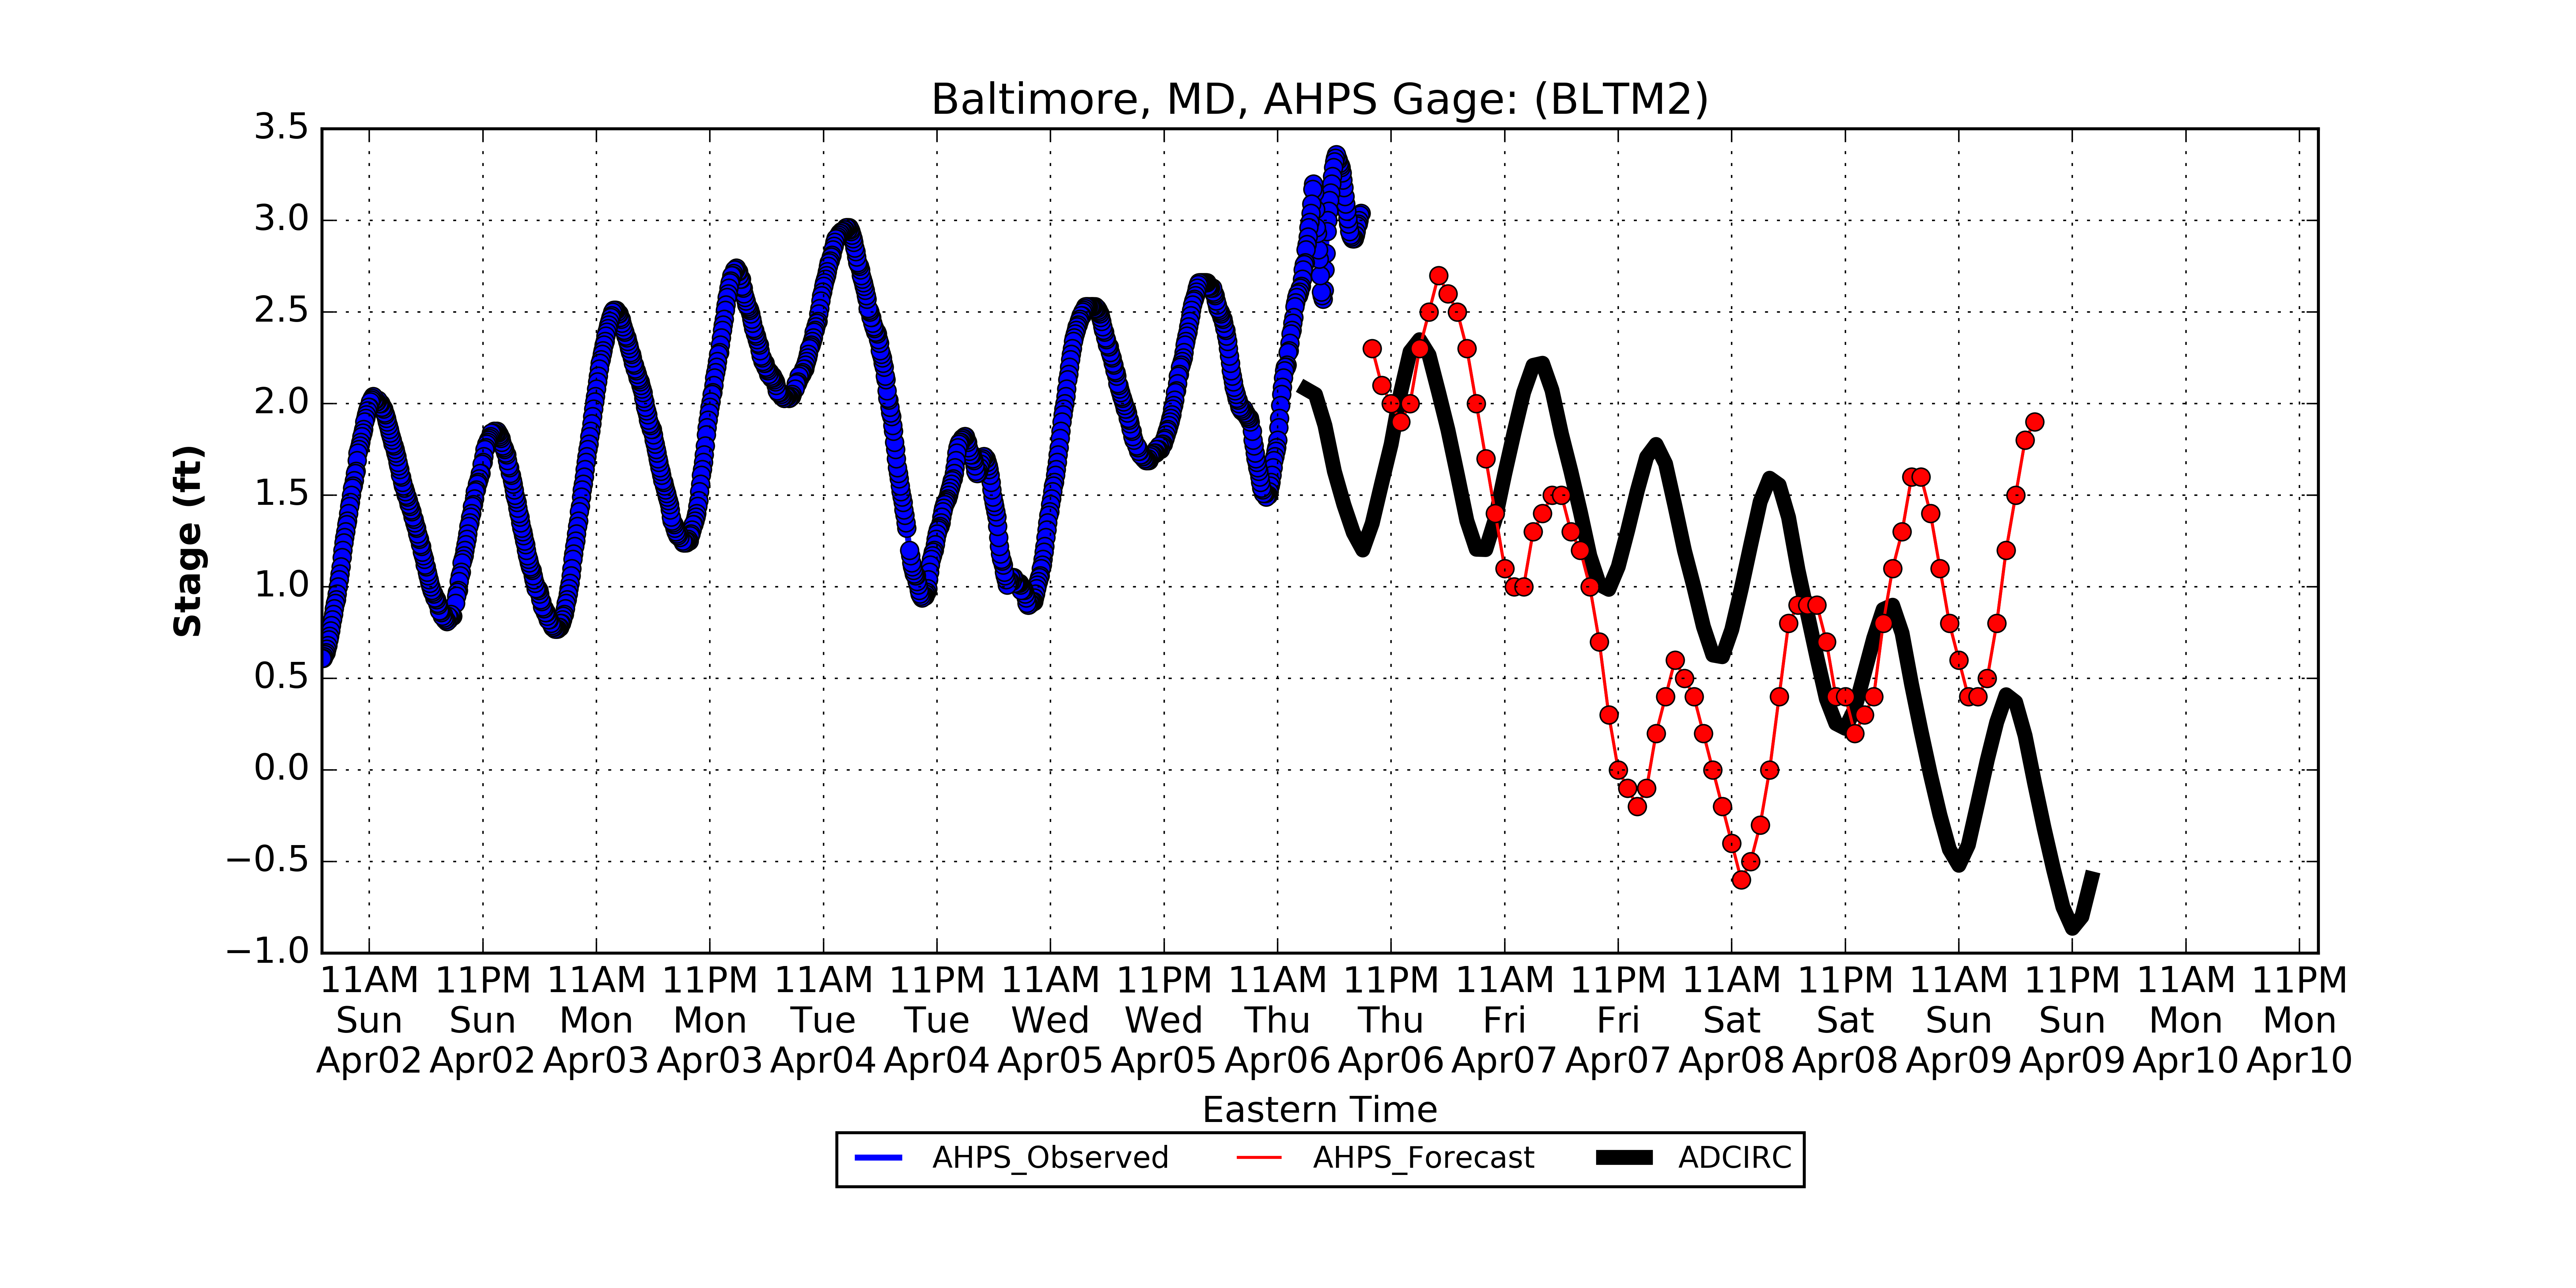 Baltimore, MD, AHPS Gage: (BLTM2)
Stage (ft)
3.5
3.0
2.5
2.0
1.5
1.0
0.5
0.0
−0.5
−1.0
11AM 11PM 11AM 11PM 11AM 11PM 11AM 11PM 11AM 11PM 11AM 11PM 11AM 11PM 11AM 11PM 11AM 11PM
Sun Sun Mon Mon Tue Tue Wed Wed Thu Thu Fri Fri Sat Sat Sun Sun Mon Mon
Apr02 Apr02 Apr03 Apr03 Apr04 Apr04 Apr05 Apr05 Apr06 Apr06 Apr07 Apr07 Apr08 Apr08 Apr09 Apr09 Apr10 Apr10
Eastern Time
AHPS_Observed AHPS_Forecast ADCIRC